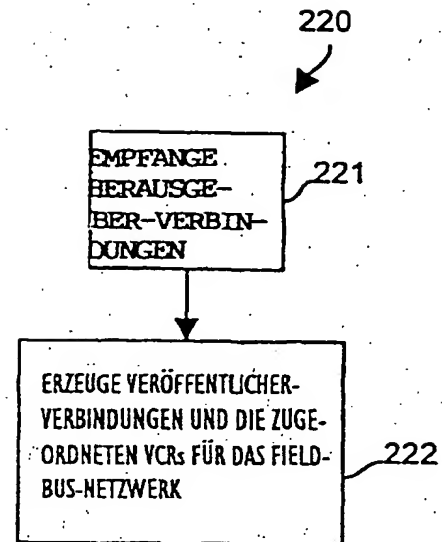 220
EMPFANGE
HERAUSGE-
BER-VERBIN-
DUNGEN
221
ERZEUGE VERÖFFENTLICHER-
VERBINDUNGEN UND DIE ZUGE-
ORDNETEN VCRs FÜR DAS FIELD-
BUS-NETZWERK
222